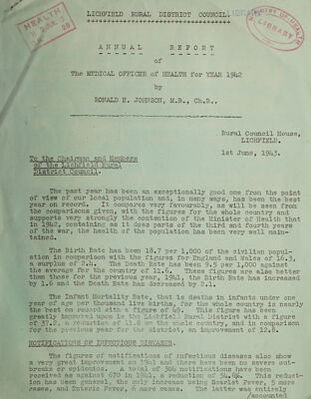 LICHFIELD RURAL DISTRICT COUNCIL
HEALTH
LIBRARY
ANNUAL REPORT
of
The MEDICAL OFFICER of HEALTH for YEAR 1942
by
RONALD E. JOHNSON, M.B., Ch.B.,
Rural Council House,
LICHFIELD.
1st June, 1943.
To the Chairman and Members
of the Lichfield Rural
District Council.
The past year has been an exceptionally good one from the point
of view of our local population and, in many ways, has been the best
year on record. It compares very favourably, as will be seen from
the comparisons given, with the figures for the whole country and
supports very strongly the contention of the Minister of Health that
in 1942, containing as it does parts of the third and fourth years
of the war, the health of the population has been very well main-
tained.
The Birth Rate has been 18.7 per 1,000 of the civilian popul-
ation in comparison with the figures for England and Wales of
a surplus of The Death Rate has been 9.5 per 1,000 against
the average for the country of 11.6. These figures are also better
than those for the previous year, 1941, the Birth Rate has increased
by 1.6 and the Death Rate has decreased by 2.1.
The Infant Mortality Rate, that is deaths in infants under one
year of age per thousand live births, for the whole country is nearly
the best on record with a figure of 49. This figure has been
greatly improved upon in the Lichfield Rural District with a figure
of 37.2, a reduction of 11.8 on the whole country, and in comparison
for the previous year for the district, an improvement of 12.8.
NOTIFICATIONS OF INFECTIOUS DISEASES.
The figures of notifications of infectious diseases also show
a very great improvement on 1941 and there have been no severe out-
breaks or epidemics. A total of 304 notifications have been
received as against 670 in 1941, a reduction of 54.6%. This reduct-
ion has been general, the only increase being Scarlet Fever, 5 more
cases, and Enteric Fever, 6 more cases. The latter was entirely
/accounted